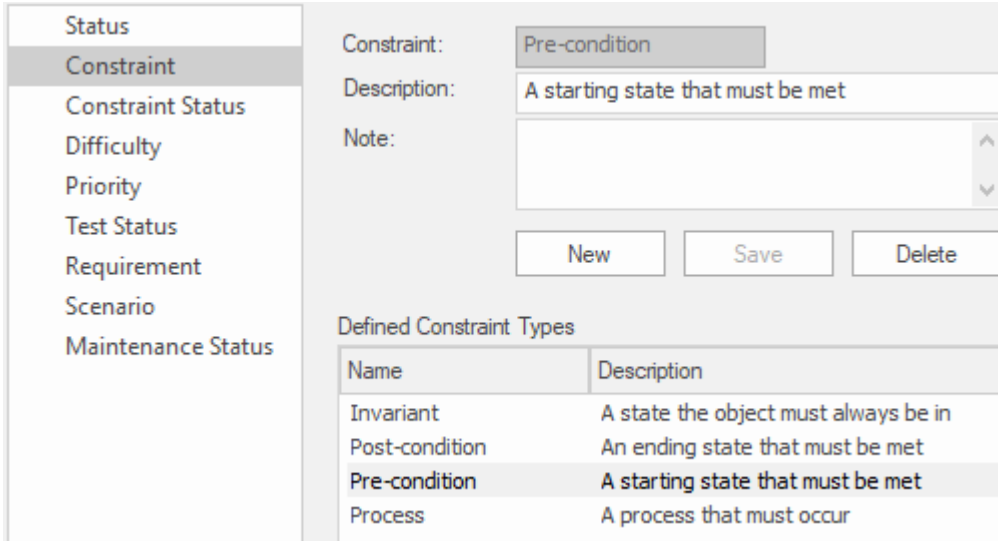 Status
Constraint
Constraint Status
Difficulty
Priority
Test Status
Requirement
Scenario
Maintenance Status
Constraint: Pre-condition
Description: A starting state that must be met
Note:
New Save Delete
Defined Constraint Types
Name Description
Invariant A state the object must always be in
Post-condition An ending state that must be met
Pre-condition A starting state that must be met
Process A process that must occur